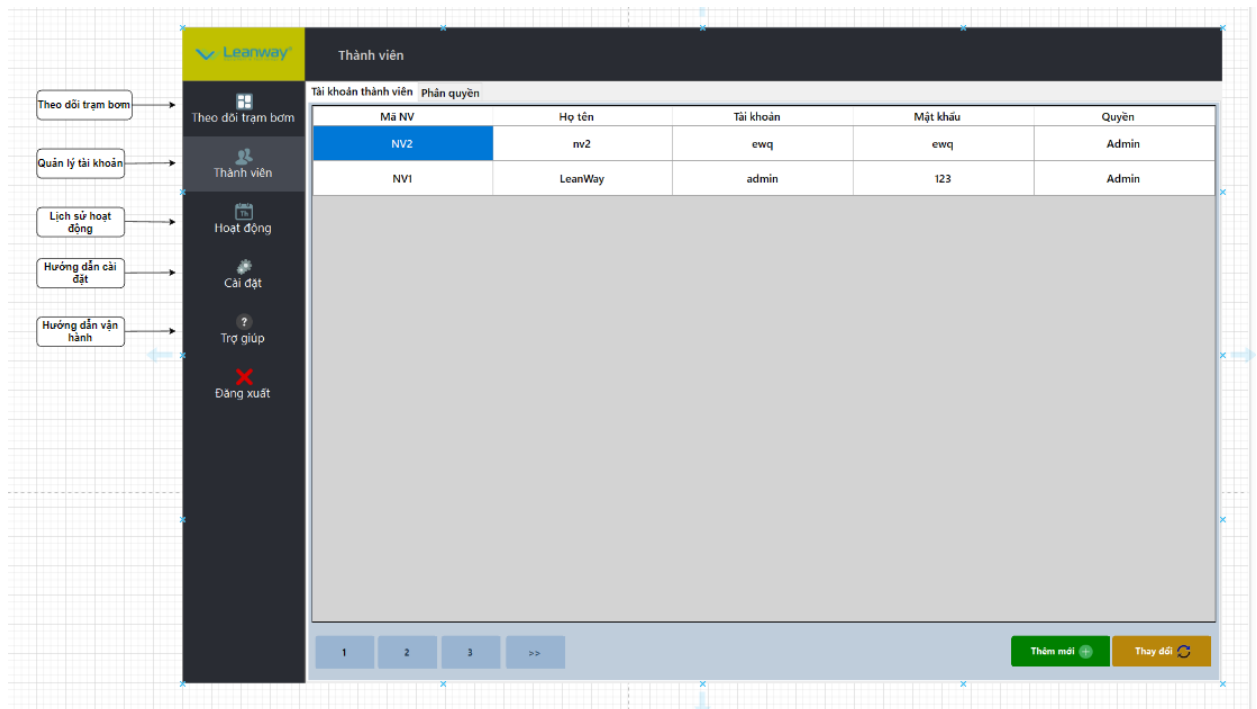 Leanway®
Thành viên
Theo dõi trạm bơm
Quản lý tài khoản
Lịch sử hoạt
động
Hướng dẫn cài
đặt
Hướng dẫn vận
hành
Theo dõi trạm bơm
Thành viên
Th
Hoạt động
Cài đặt
?
Trợ giúp
Đăng xuất
Tài khoản thành viên Phân quyền
Mã NV Họ tên Tài khoản Mật khẩu Quyền
NV2 nv2 ewq ewq Admin
NV1 LeanWay admin 123 Admin
1 2 3 >> Thêm mới Thay đổi